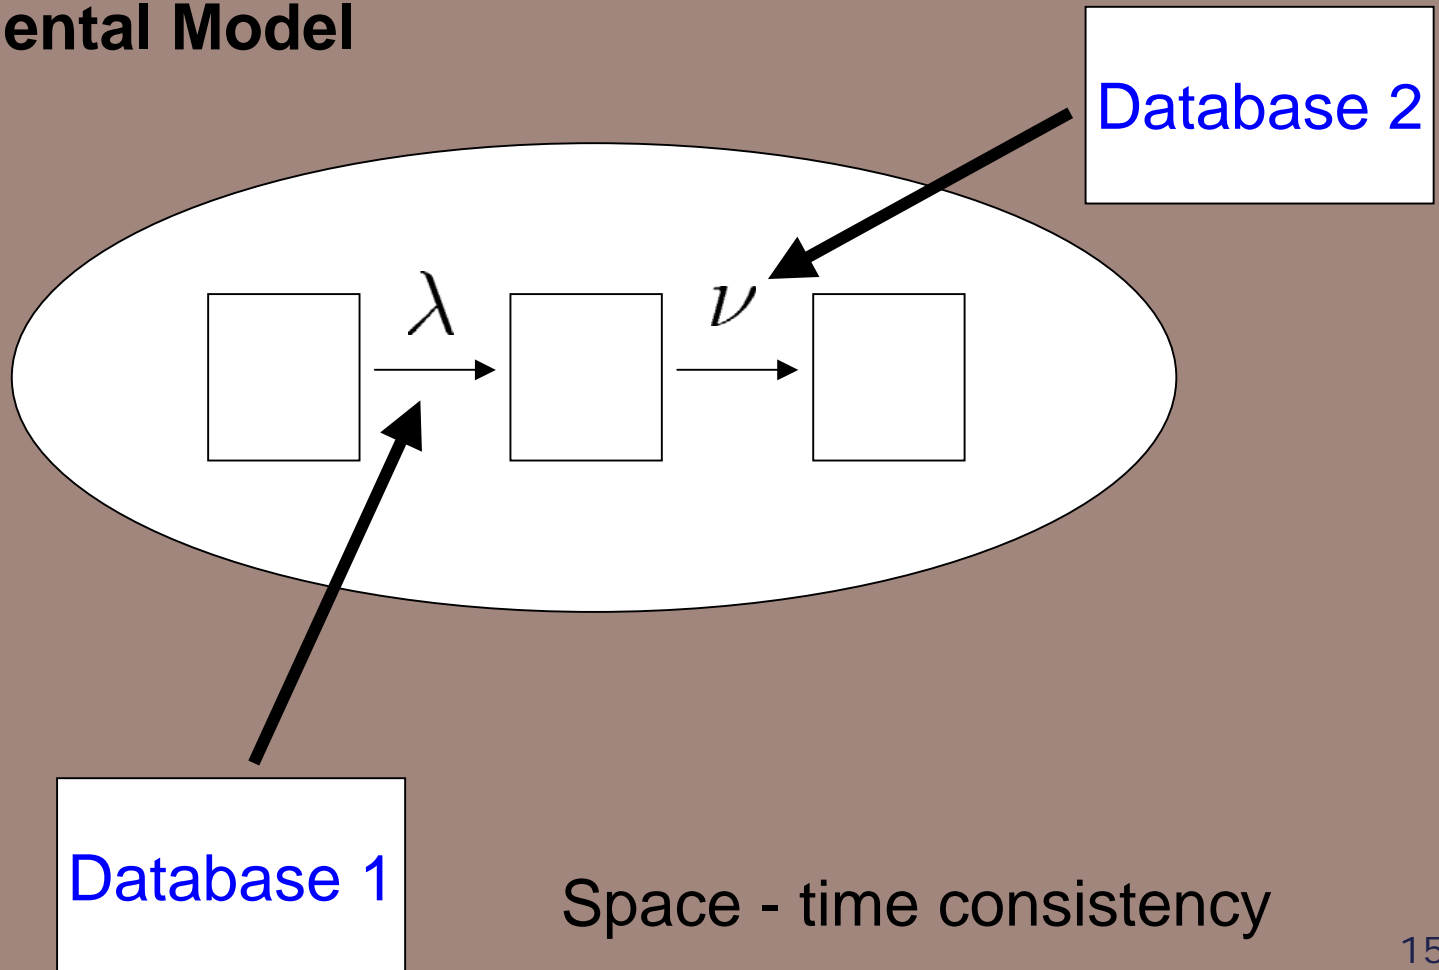 ental Model
Database 2
λ
ν
Database 1
Space - time consistency
15